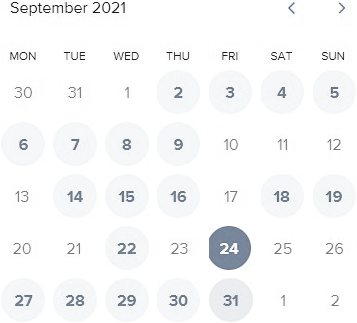 September 2021
MON TUE WED THU FRI SAT SUN
30 31 1 2 3 4 5
6 7 8 9 10 11 12
13 14 15 16 17 18 19
20 21 22 23 24 25 26
27 28 29 30 31 1 2